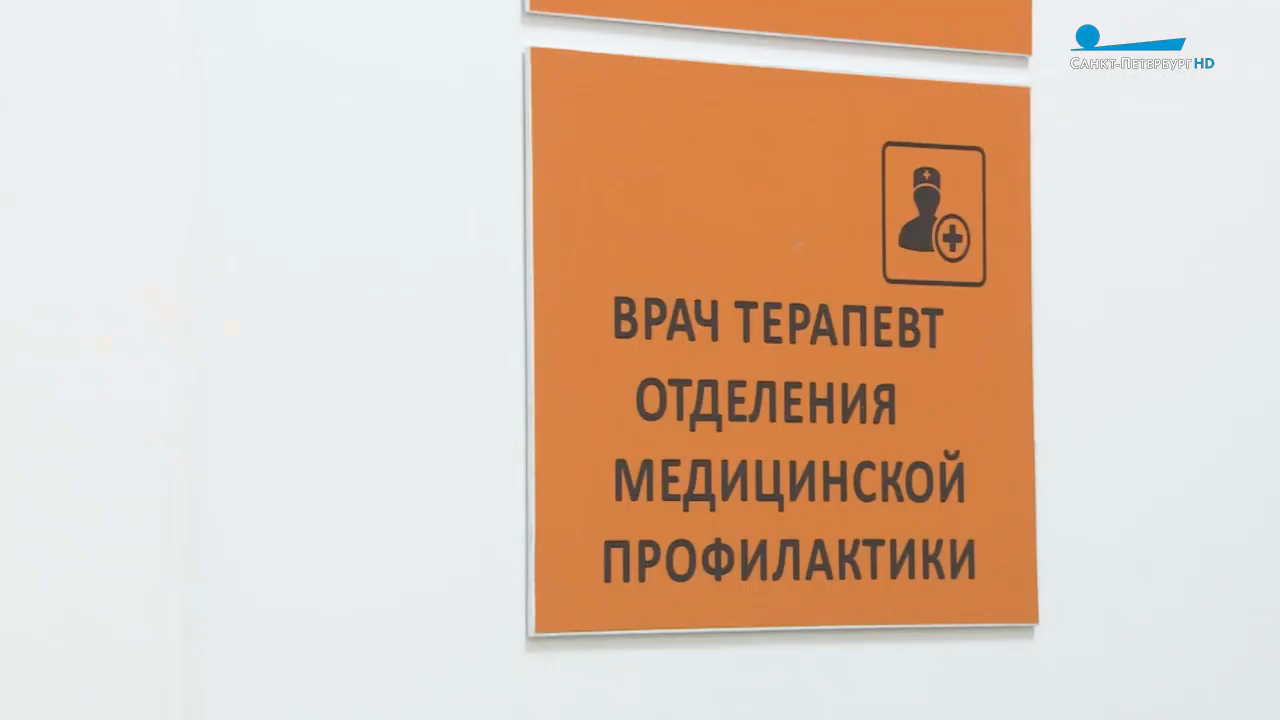 Санкт-Петербург HD
ВРАЧ ТЕРАПЕВТ
ОТДЕЛЕНИЯ
МЕДИЦИНСКОЙ
ПРОФИЛАКТИКИ